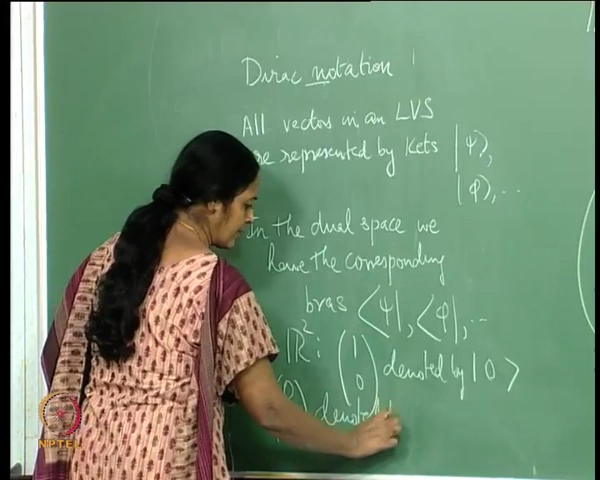 Dirac notation
All vectors in an LVS
are represented by Kets |ψ⟩,
|φ⟩, ...
In the dual space we
have the corresponding
bras ⟨ψ|, ⟨φ|, ...
ℝ²: (1 0) denoted by |0⟩
denoted
NPTEL